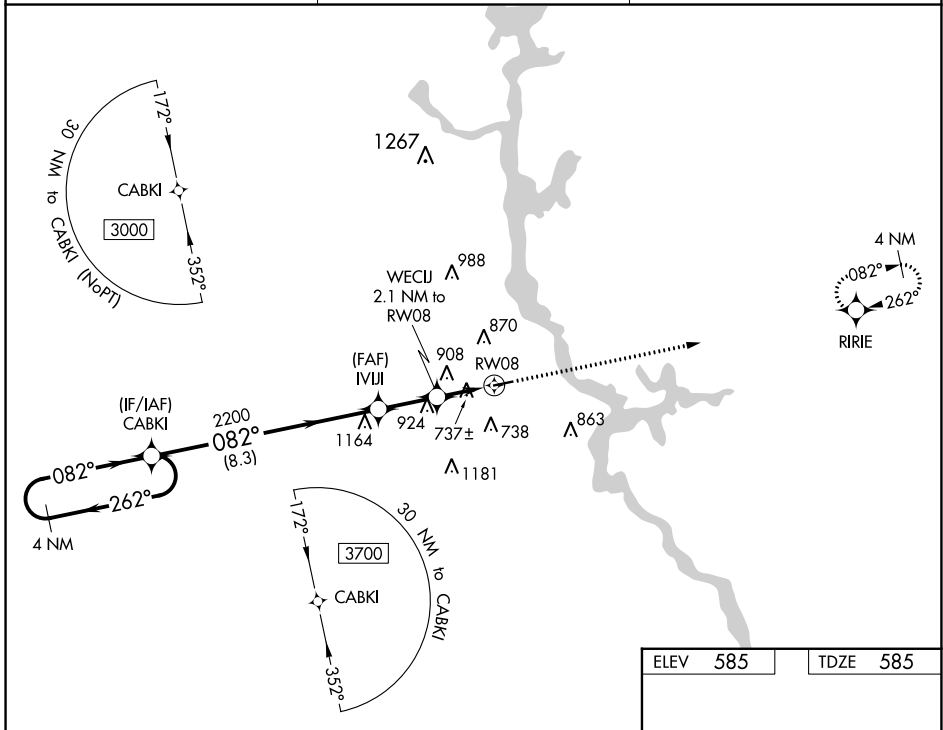 172°
CABKI
3000
352°
30 NM to CABKI (NoPT)
1267
988
WECIJ
2.1 NM to
RW08
870
908
RW08
(FAF)
IVIJI
4 NM
082°
262°
RIRIE
(IF/IAF)
CABKI
2200
082°
(8.3)
1164
924
737±
738
863
1181
082°
262°
4 NM
172°
3700
CABKI
352°
30 NM to CABKI
ELEV 585
TDZE 585